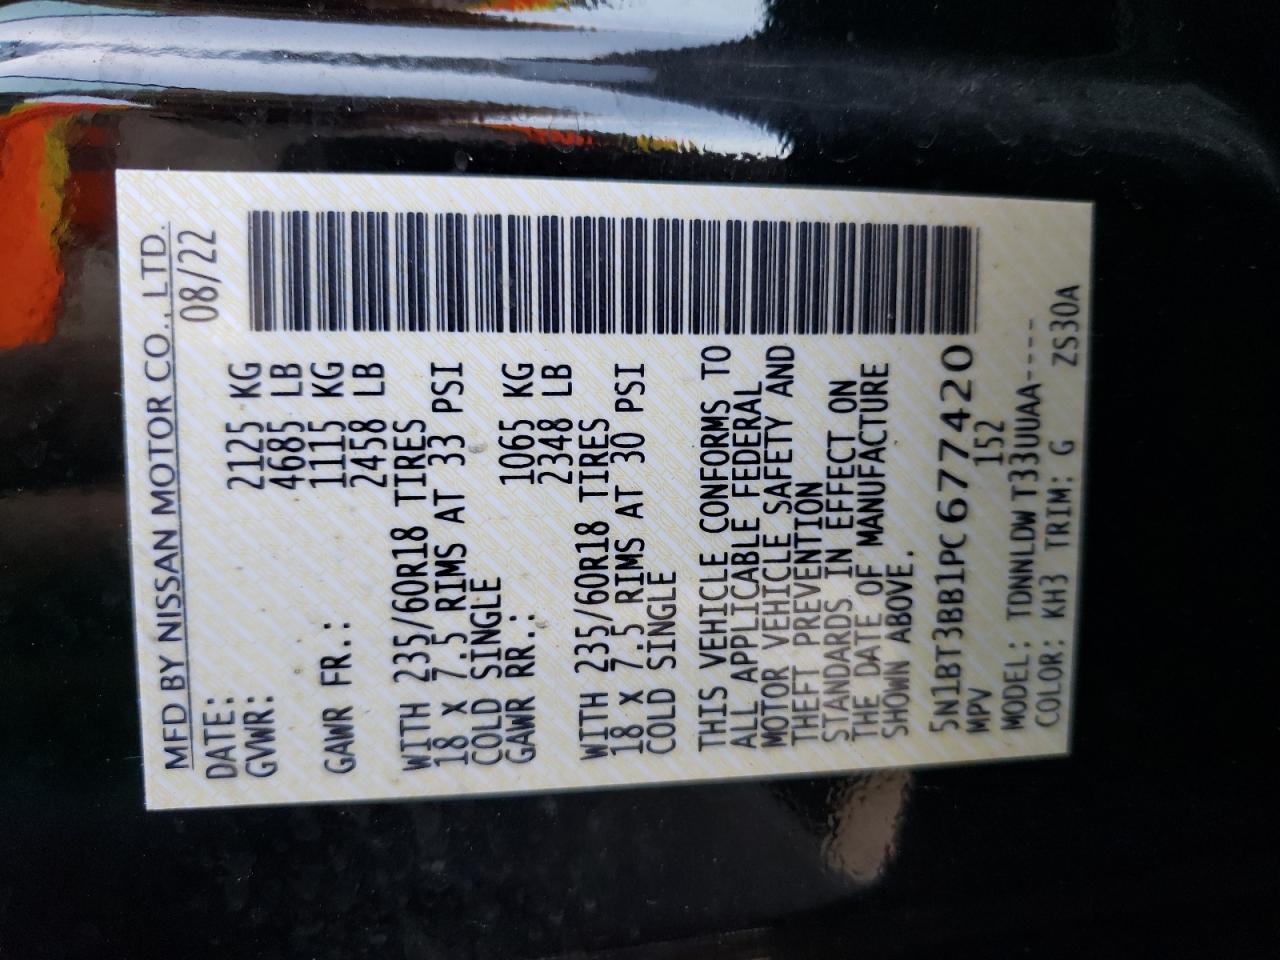 MFD BY NISSAN MOTOR CO., LTD.
DATE: 08/22
GVWR: 2125 KG
4685 LB
GAWR FR.: 1115 KG
2458 LB
WITH 235/60R18 TIRES
18 X 7.5 RIMS AT 33 PSI
COLD SINGLE
GAWR RR.: 1065 KG
2348 LB
WITH 235/60R18 TIRES
18 X 7.5 RIMS AT 30 PSI
COLD SINGLE
THIS VEHICLE CONFORMS TO
ALL APPLICABLE FEDERAL
MOTOR VEHICLE SAFETY AND
THEFT PREVENTION
STANDARDS IN EFFECT ON
THE DATE OF MANUFACTURE
SHOWN ABOVE.
5N1BT3BB1PC677420
MPV 152
MODEL: TDNNLDW T33UUAA----
COLOR: KH3 TRIM: G ZS30A